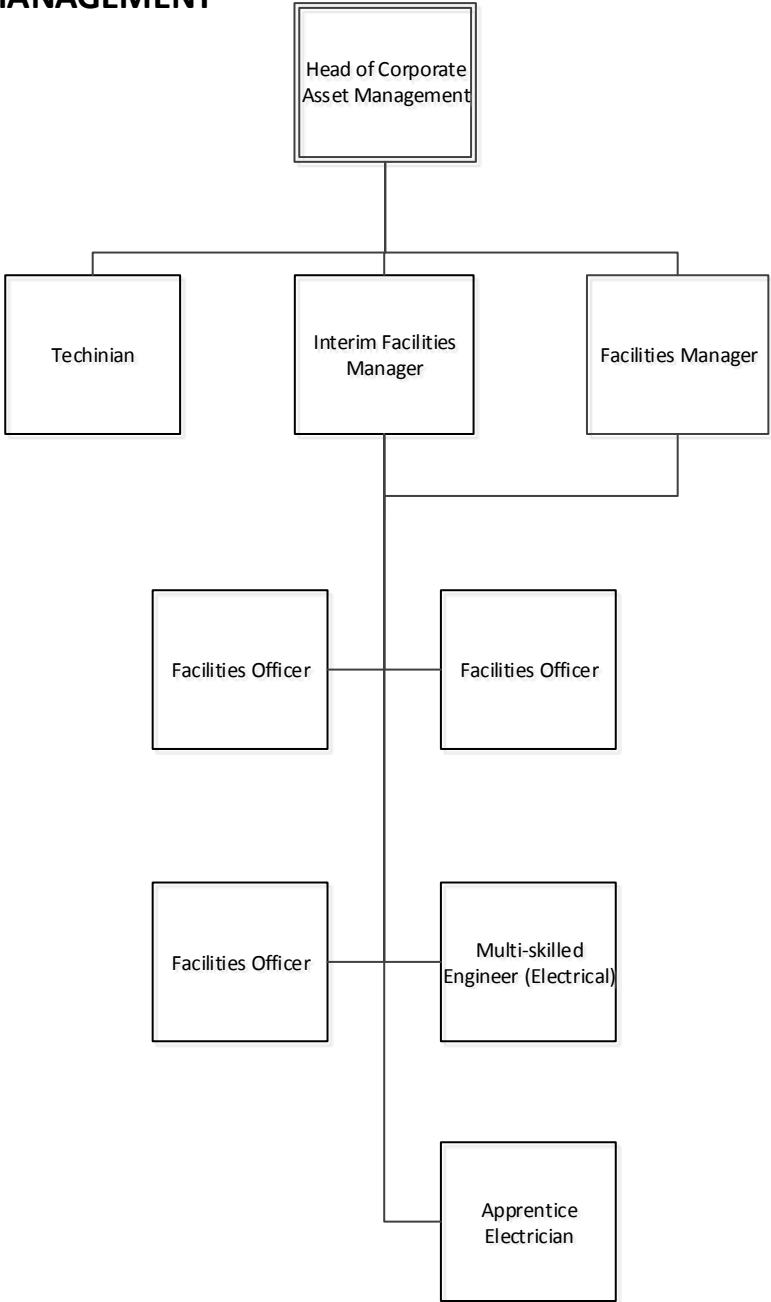 MANAGEMENT
Head of Corporate
Asset Management
Techinian
Interim Facilities
Manager
Facilities Manager
Facilities Officer
Facilities Officer
Facilities Officer
Multi-skilled
Engineer (Electrical)
Apprentice
Electrician